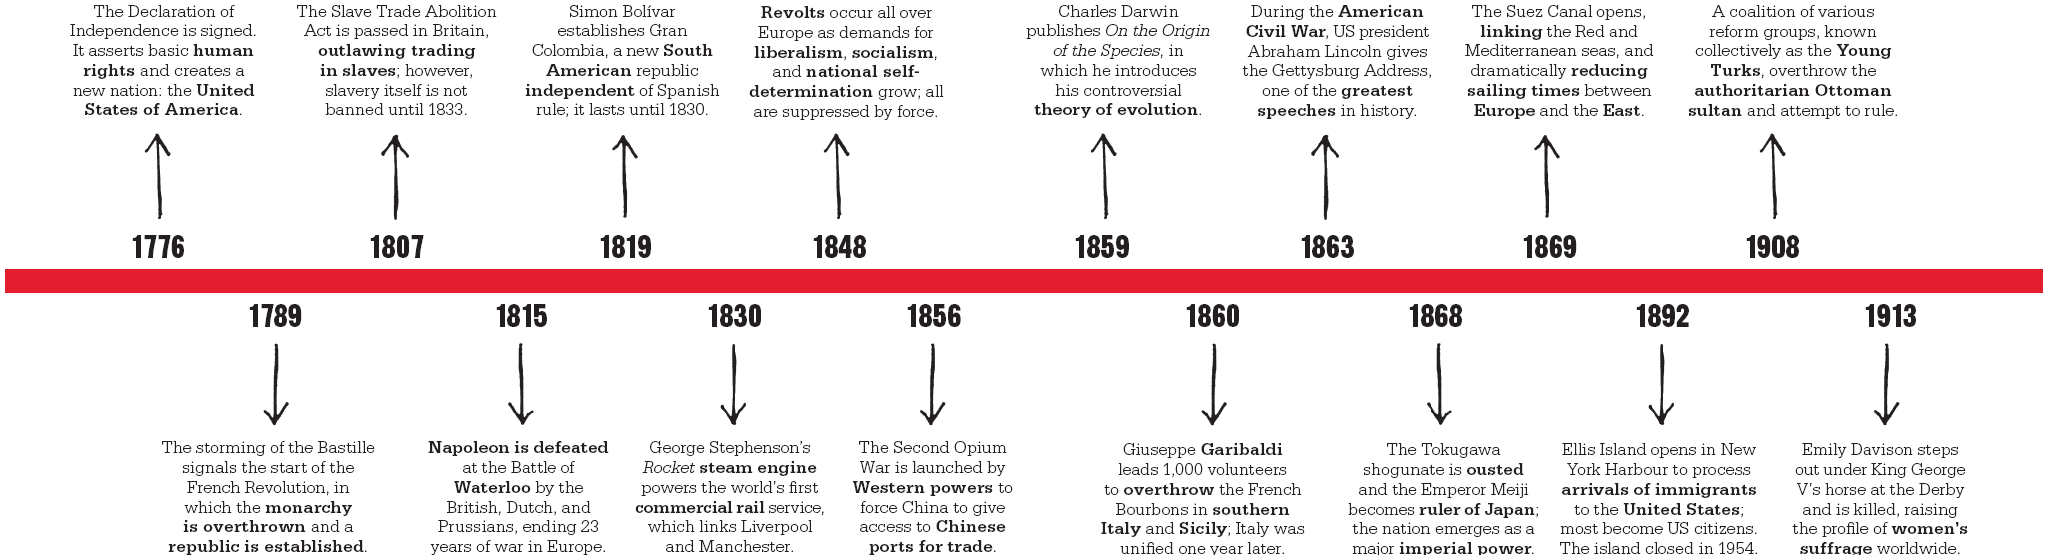 The Declaration of
Independence is signed.
It asserts basic human
rights and creates a
new nation: the United
States of America.
1776
The Slave Trade Abolition
Act is passed in Britain,
outlawing trading
in slaves; however,
slavery itself is not
banned until 1833.
1807
Simon Bolívar
establishes Gran
Colombia, a new South
American republic
independent of Spanish
rule; it lasts until 1830.
1819
Revolts occur all over
Europe as demands for
liberalism, socialism,
and national self-
determination grow; all
are suppressed by force.
1848
Charles Darwin
publishes On the Origin
of the Species, in
which he introduces
his controversial
theory of evolution.
1859
During the American
Civil War, US president
Abraham Lincoln gives
the Gettysburg Address,
one of the greatest
speeches in history.
1863
The Suez Canal opens,
linking the Red and
Mediterranean seas, and
dramatically reducing
sailing times between
Europe and the East.
1869
A coalition of various
reform groups, known
collectively as the Young
Turks, overthrow the
authoritarian Ottoman
sultan and attempt to rule.
1908
1789
The storming of the Bastille
signals the start of the
French Revolution, in
which the monarchy
is overthrown and a
republic is established.
1815
Napoleon is defeated
at the Battle of
Waterloo by the
British, Dutch, and
Prussians, ending 23
years of war in Europe.
1830
George Stephenson's
Rocket steam engine
powers the world's first
commercial rail service,
which links Liverpool
and Manchester.
1856
The Second Opium
War is launched by
Western powers to
force China to give
access to Chinese
ports for trade.
1860
Giuseppe Garibaldi
leads 1,000 volunteers
to overthrow the French
Bourbons in southern
Italy and Sicily; Italy was
unified one year later.
1868
The Tokugawa
shogunate is ousted
and the Emperor Meiji
becomes ruler of Japan;
the nation emerges as a
major imperial power.
1892
Ellis Island opens in New
York Harbour to process
arrivals of immigrants
to the United States;
most become US citizens.
The island closed in 1954.
1913
Emily Davison steps
out under King George
V's horse at the Derby
and is killed, raising
the profile of women's
suffrage worldwide.